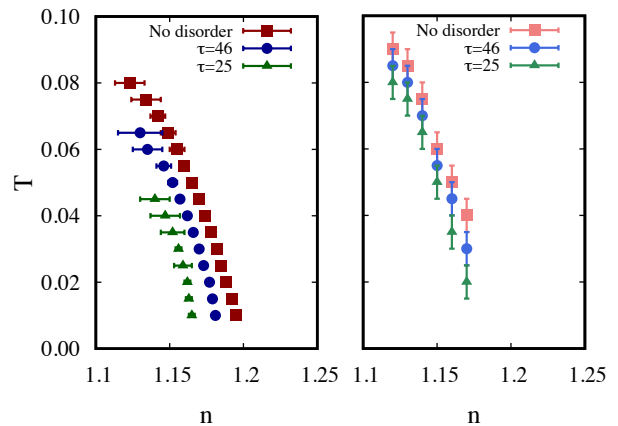 No disorder
τ=46
τ=25
T
0.10
0.08
0.06
0.04
0.02
0.00
1.1 1.15 1.2 1.25
n
No disorder
τ=46
τ=25
1.1 1.15 1.2 1.25
n